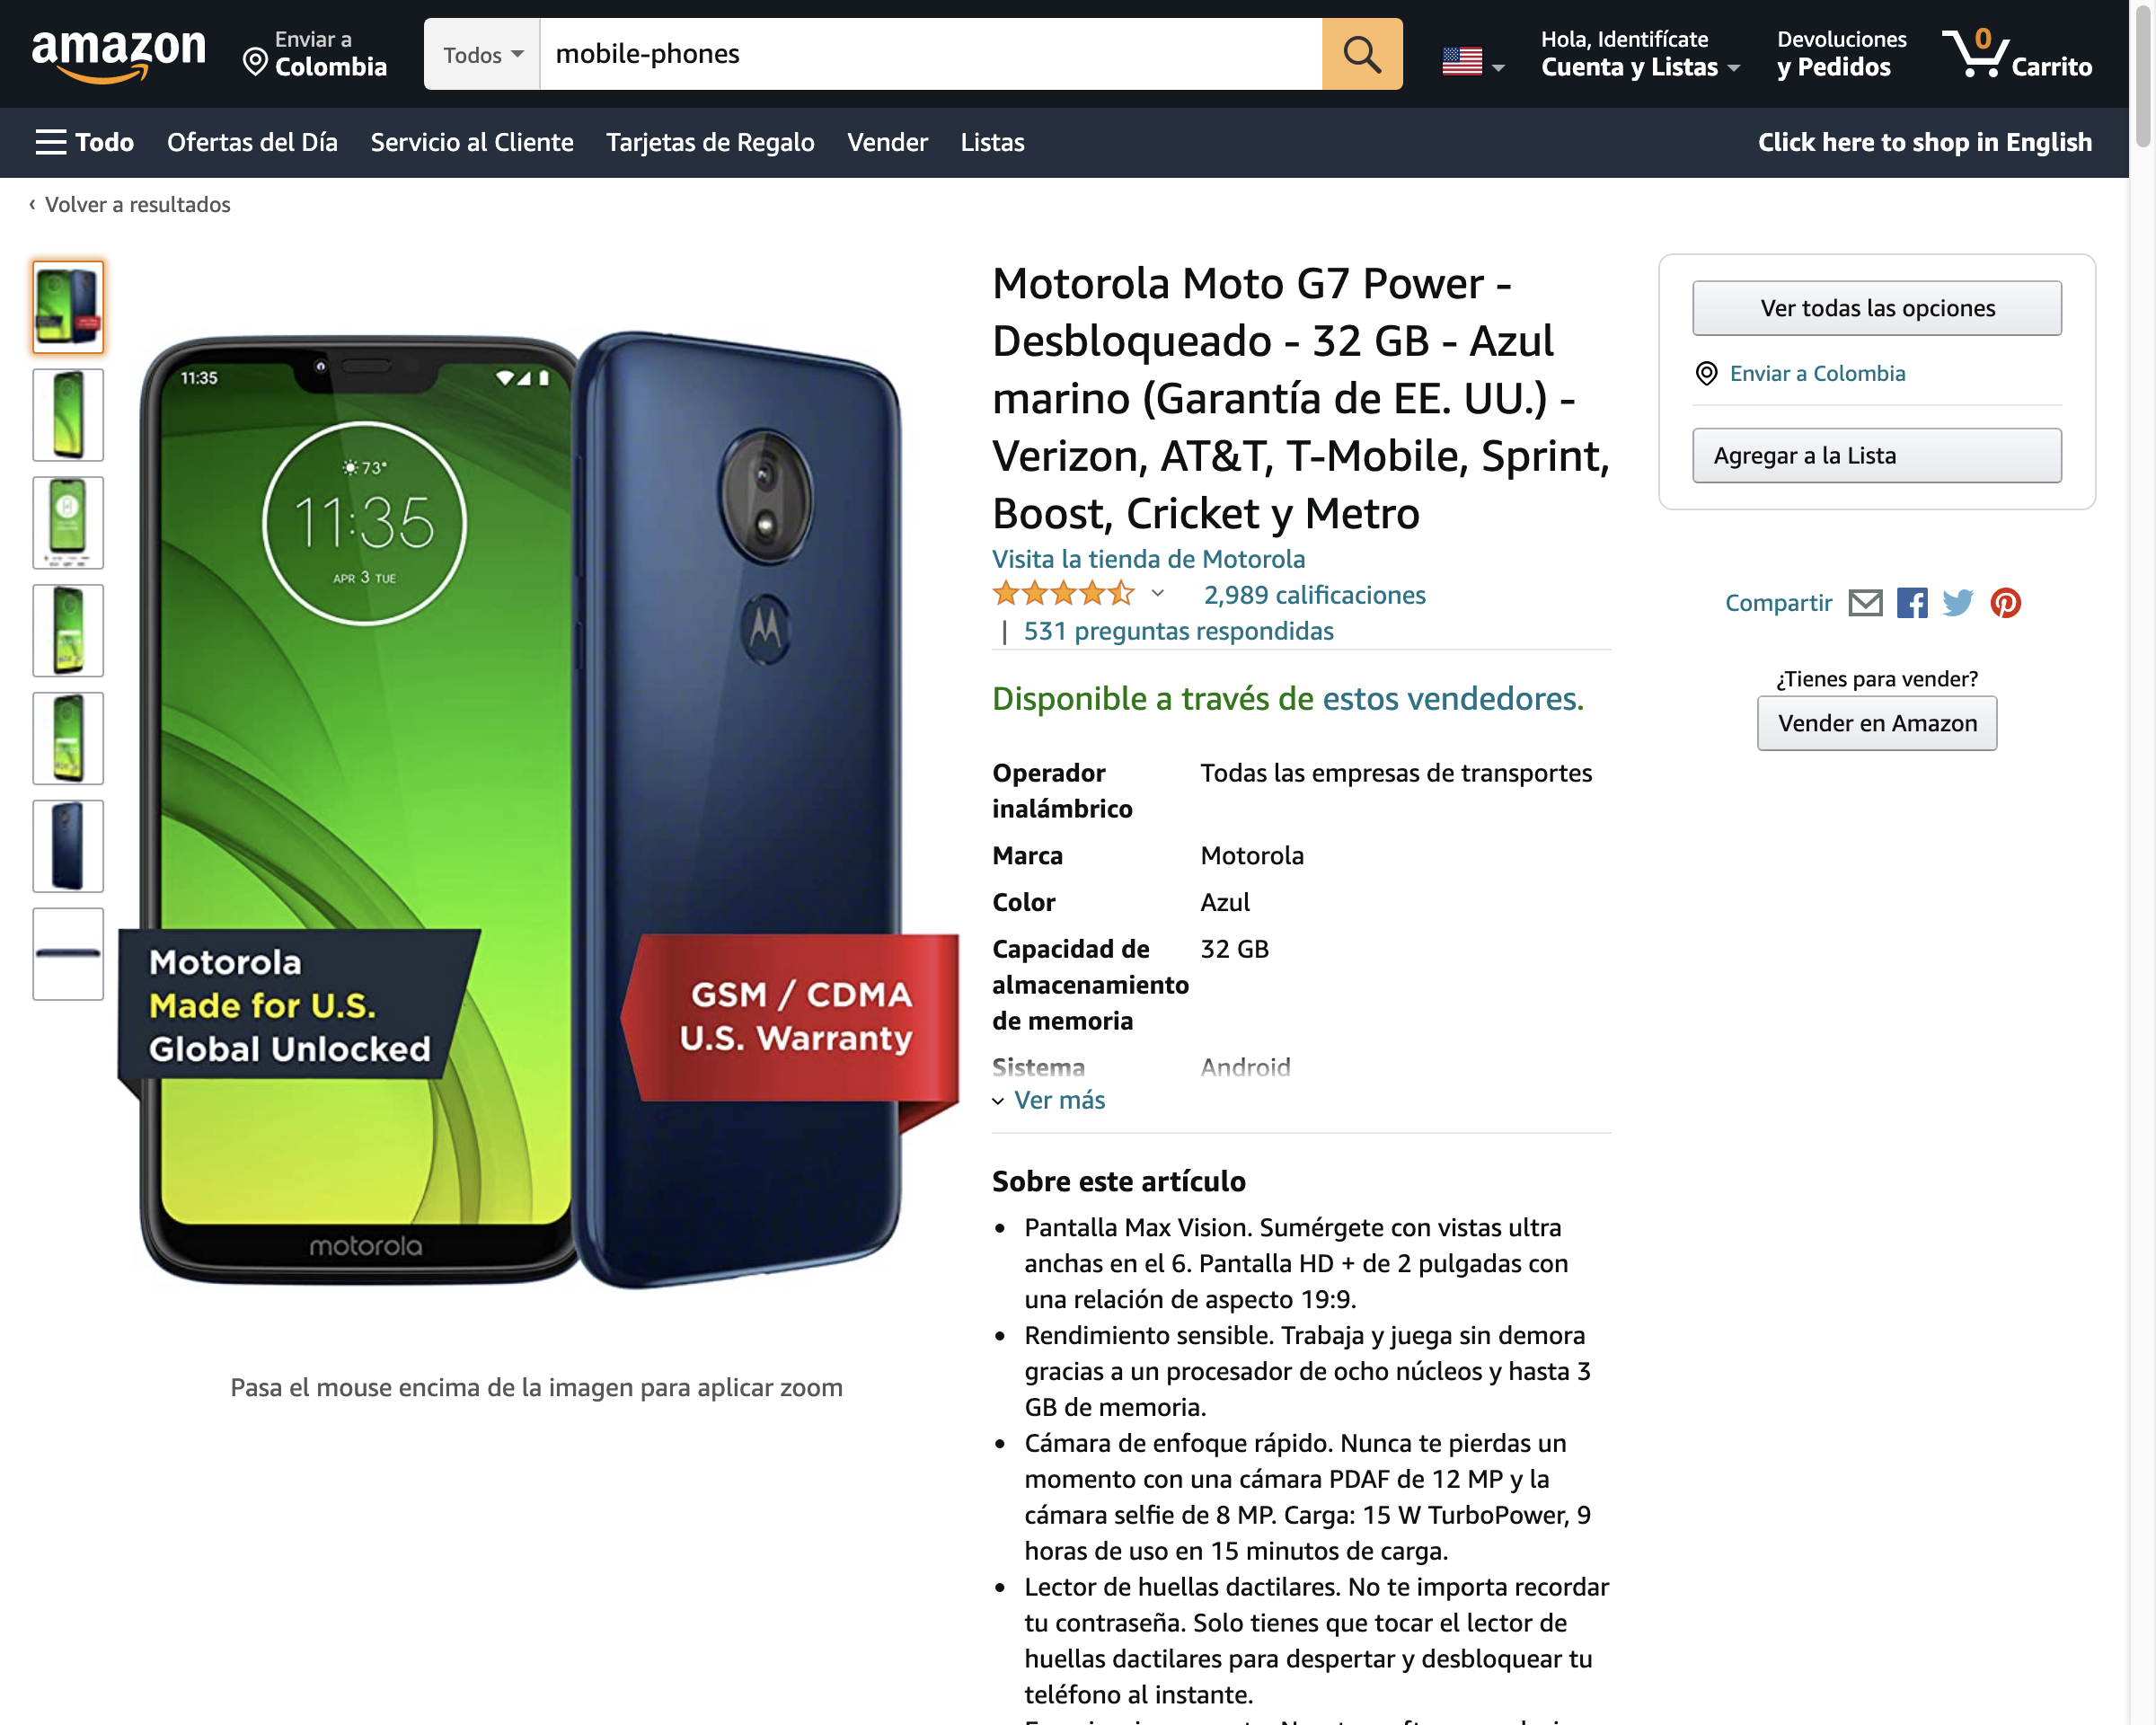 amazon
Enviar a
Colombia
Todos
mobile-phones
Hola, Identifícate
Cuenta y Listas
Devoluciones
y Pedidos
0
Carrito
Todo
Ofertas del Día
Servicio al Cliente
Tarjetas de Regalo
Vender
Listas
Click here to shop in English
‹ Volver a resultados
11:35
73°
11:35
APR 3 TUE
Motorola
Made for U.S.
Global Unlocked
GSM / CDMA
U.S. Warranty
motorola
Pasa el mouse encima de la imagen para aplicar zoom
Motorola Moto G7 Power -
Desbloqueado - 32 GB - Azul
marino (Garantía de EE. UU.) -
Verizon, AT&T, T-Mobile, Sprint,
Boost, Cricket y Metro
Visita la tienda de Motorola
2,989 calificaciones
| 531 preguntas respondidas
Disponible a través de estos vendedores.
Operador Todas las empresas de transportes
inalámbrico
Marca Motorola
Color Azul
Capacidad de 32 GB
almacenamiento
de memoria
Sistema Android
Ver más
Sobre este artículo
• Pantalla Max Vision. Sumérgete con vistas ultra
anchas en el 6. Pantalla HD + de 2 pulgadas con
una relación de aspecto 19:9.
• Rendimiento sensible. Trabaja y juega sin demora
gracias a un procesador de ocho núcleos y hasta 3
GB de memoria.
• Cámara de enfoque rápido. Nunca te pierdas un
momento con una cámara PDAF de 12 MP y la
cámara selfie de 8 MP. Carga: 15 W TurboPower, 9
horas de uso en 15 minutos de carga.
• Lector de huellas dactilares. No te importa recordar
tu contraseña. Solo tienes que tocar el lector de
huellas dactilares para despertar y desbloquear tu
teléfono al instante.
Ver todas las opciones
Enviar a Colombia
Agregar a la Lista
Compartir
¿Tienes para vender?
Vender en Amazon